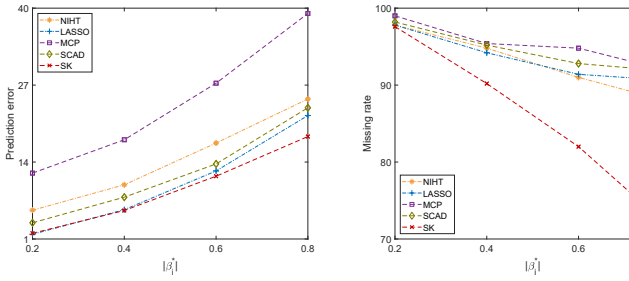 40
27
14
1
Prediction error
NIHT
LASSO
MCP
SCAD
SK
0.2 0.4 0.6 0.8
|β*i|
100
90
80
70
Missing rate
NIHT
LASSO
MCP
SCAD
SK
0.2 0.4 0.6
|β*i|